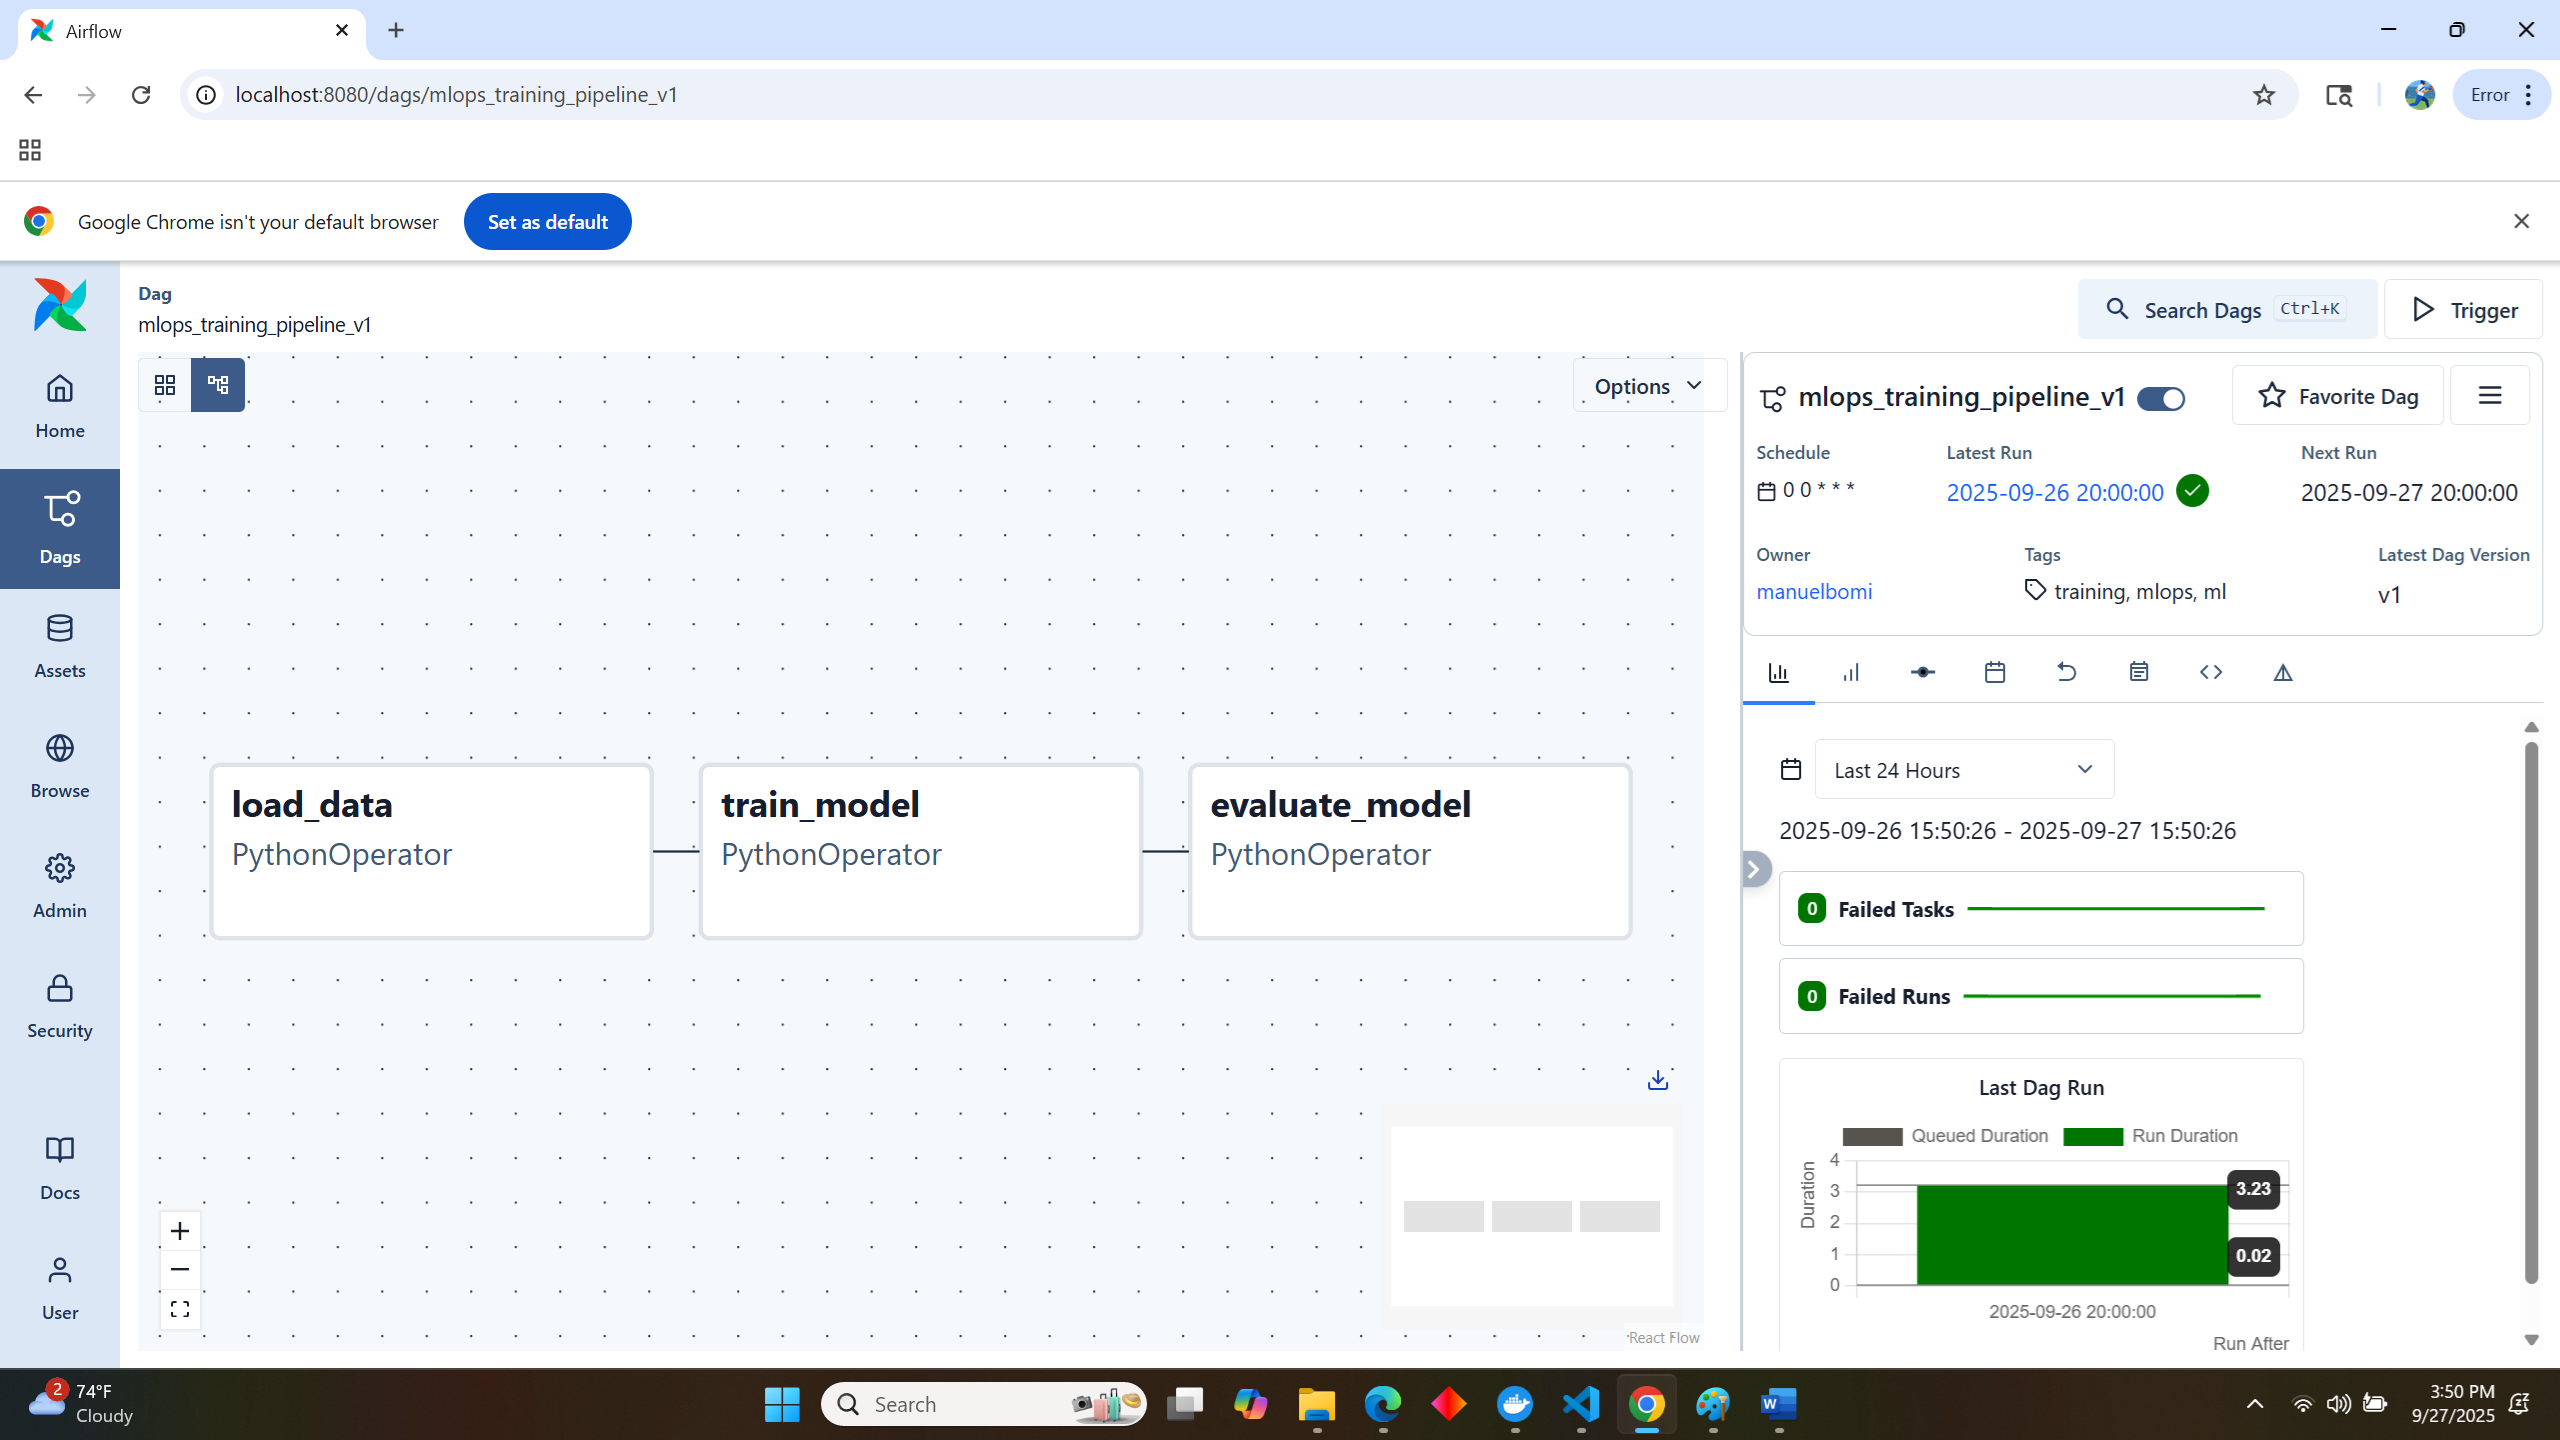 Airflow
localhost:8080/dags/mlops_training_pipeline_v1
Error
Google Chrome isn't your default browser
Set as default
Dag
mlops_training_pipeline_v1
Search Dags Ctrl+K
Trigger
Home
Dags
Assets
Browse
Admin
Security
Docs
User
Options
load_data
PythonOperator
train_model
PythonOperator
evaluate_model
PythonOperator
React Flow
mlops_training_pipeline_v1
Favorite Dag
Schedule
0 0 * * *
Latest Run
2025-09-26 20:00:00
Next Run
2025-09-27 20:00:00
Owner
manuelbomi
Tags
training, mlops, ml
Latest Dag Version
v1
Last 24 Hours
2025-09-26 15:50:26 - 2025-09-27 15:50:26
0 Failed Tasks
0 Failed Runs
Last Dag Run
Queued Duration
Run Duration
Duration
4
3
2
1
0
3.23
0.02
2025-09-26 20:00:00
Run After
2
74°F
Cloudy
Search
W
3:50 PM
9/27/2025